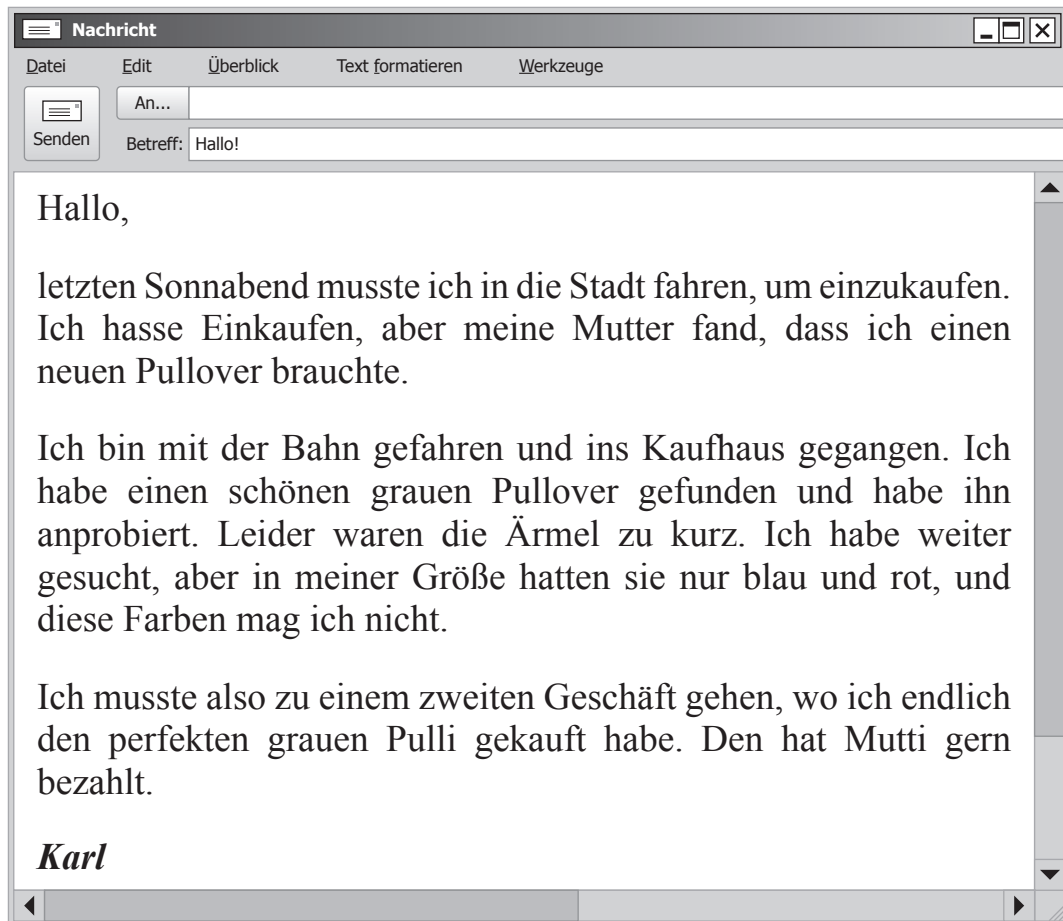 Nachricht
Datei Edit Überblick Text formatieren Werkzeuge
An...
Senden
Betreff: Hallo!
Hallo,
letzten Sonnabend musste ich in die Stadt fahren, um einzukaufen.
Ich hasse Einkaufen, aber meine Mutter fand, dass ich einen
neuen Pullover brauchte.
Ich bin mit der Bahn gefahren und ins Kaufhaus gegangen. Ich
habe einen schönen grauen Pullover gefunden und habe ihn
anprobiert. Leider waren die Ärmel zu kurz. Ich habe weiter
gesucht, aber in meiner Größe hatten sie nur blau und rot, und
diese Farben mag ich nicht.
Ich musste also zu einem zweiten Geschäft gehen, wo ich endlich
den perfekten grauen Pulli gekauft habe. Den hat Mutti gern
bezahlt.
Karl